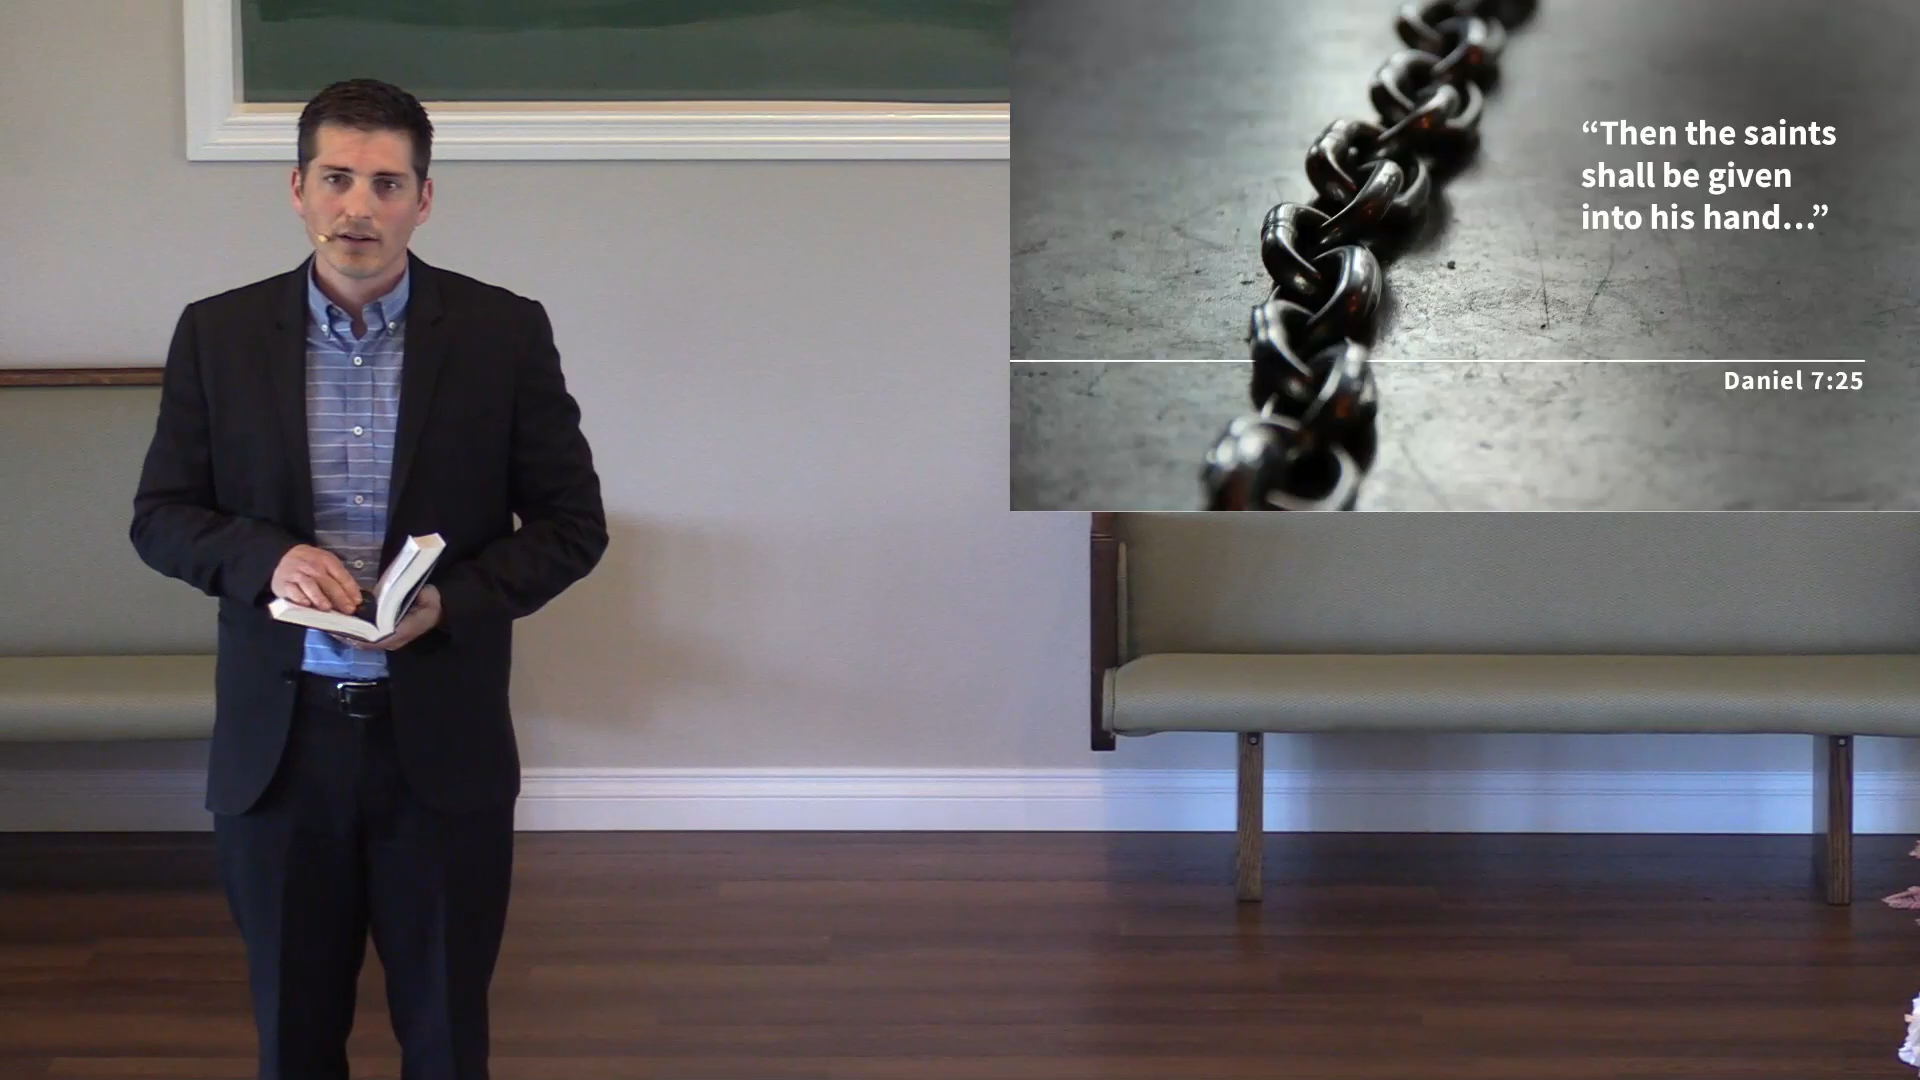 “Then the saints
shall be given
into his hand...”
Daniel 7:25